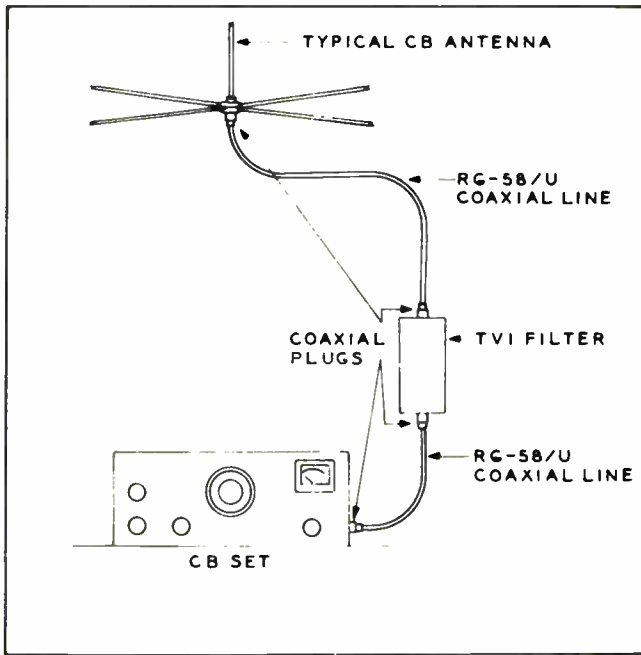 TYPICAL CB ANTENNA
RG-58/U
COAXIAL LINE
COAXIAL
PLUGS
TVI FILTER
RG-58/U
COAXIAL LINE
CB SET